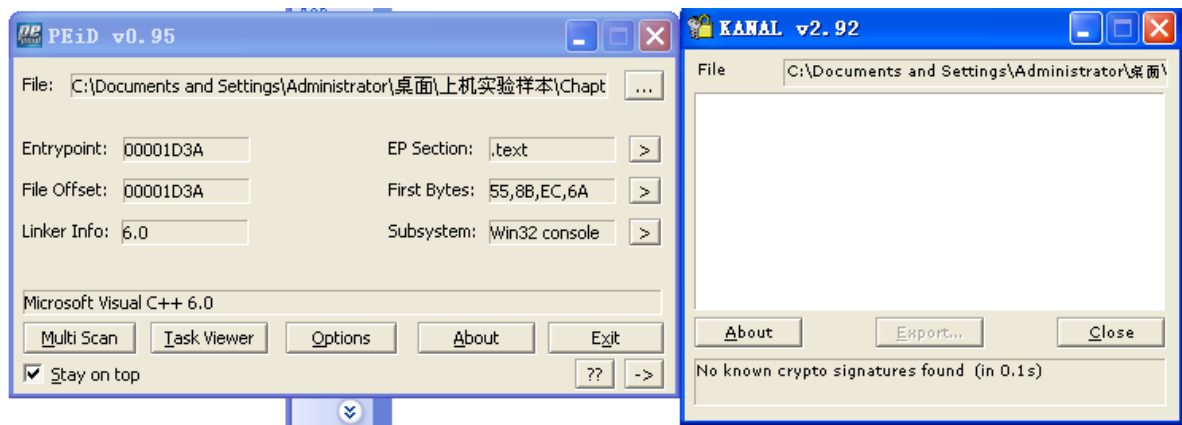 PEiD v0.95
File: C:\Documents and Settings\Administrator\桌面\上机实验样本\Chapt ...
Entrypoint: 00001D3A EP Section: .text >
File Offset: 00001D3A First Bytes: 55,8B,EC,6A >
Linker Info: 6.0 Subsystem: Win32 console >
Microsoft Visual C++ 6.0
Multi Scan Task Viewer Options About Exit
Stay on top ?? ->
KANAL v2.92
File C:\Documents and Settings\Administrator\桌面\
About Export... Close
No known crypto signatures found (in 0.1s)